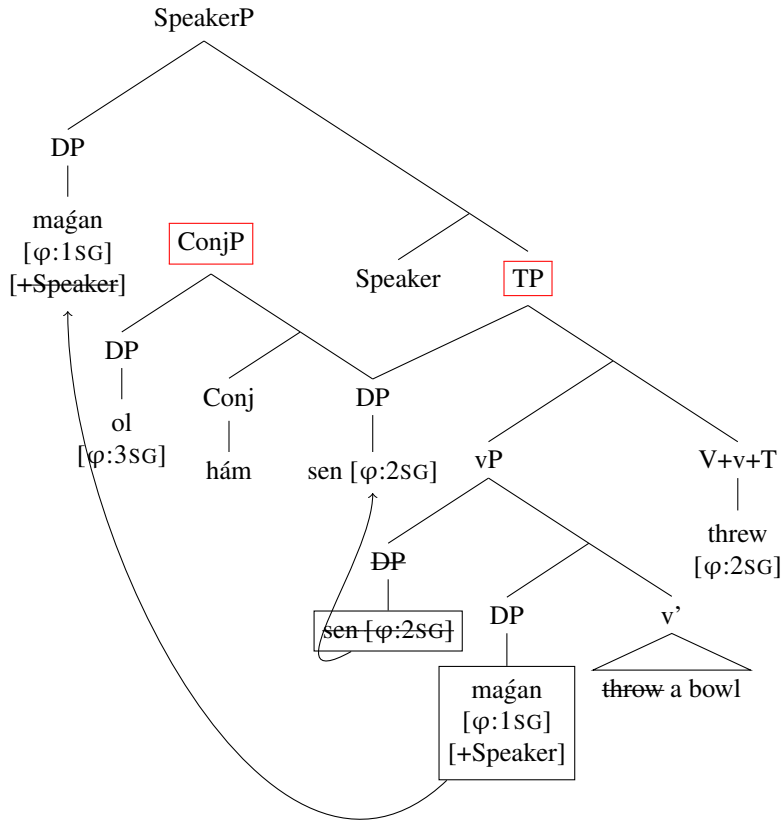 SpeakerP
DP
maǵan
[φ:1SG]
[+Speaker]
ConjP
Speaker
TP
DP
ol
[φ:3SG]
Conj
hám
DP
sen [φ:2SG]
vP
V+v+T
threw
[φ:2SG]
DP
sen [φ:2SG]
DP
maǵan
[φ:1SG]
[+Speaker]
v'
throw a bowl